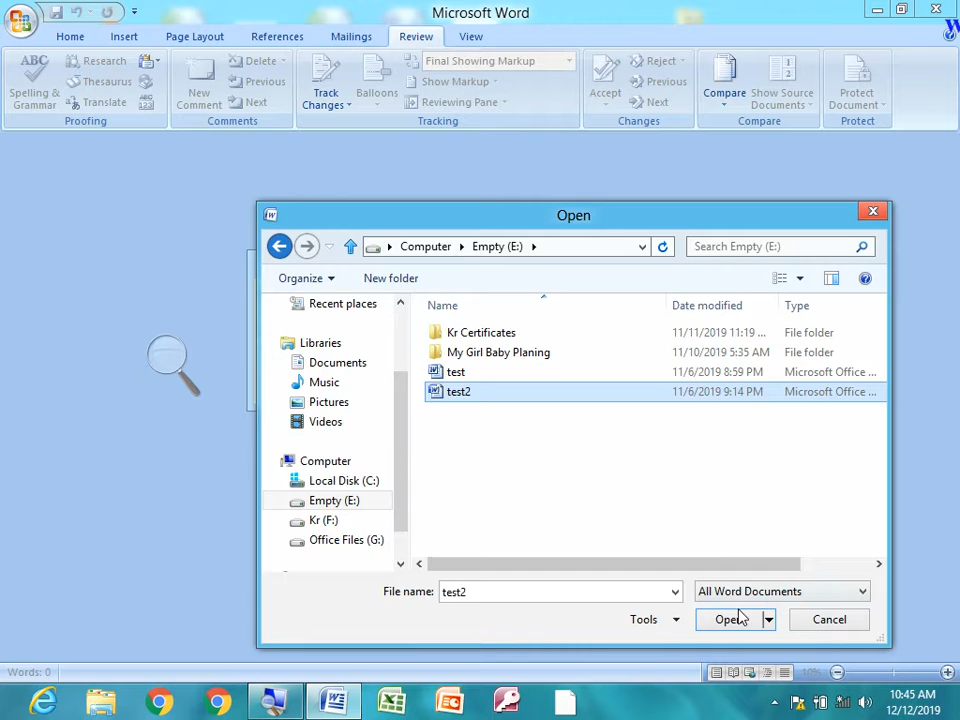 Microsoft Word
Home Insert Page Layout References Mailings Review View
ABC
Spelling & Grammar
Research
Thesaurus
Translate
ABC
123
Proofing
New Comment
Delete
Previous
Next
Comments
Track Changes
Balloons
Final Showing Markup
Show Markup
Reviewing Pane
Tracking
Accept
Reject
Previous
Next
Changes
Compare
Show Source Documents
Compare
Protect Document
Protect
Open
Computer Empty (E:)
Search Empty (E:)
Organize New folder
Name Date modified Type
Recent places
Libraries
Documents
Music
Pictures
Videos
Computer
Local Disk (C:)
Empty (E:)
Kr (F:)
Office Files (G:)
Kr Certificates 11/11/2019 11:19 ... File folder
My Girl Baby Planing 11/10/2019 5:35 AM File folder
test 11/6/2019 8:59 PM Microsoft Office ...
test2 11/6/2019 9:14 PM Microsoft Office ...
File name: test2 All Word Documents
Tools Open Cancel
Words: 0
10%
10:45 AM
12/12/2019